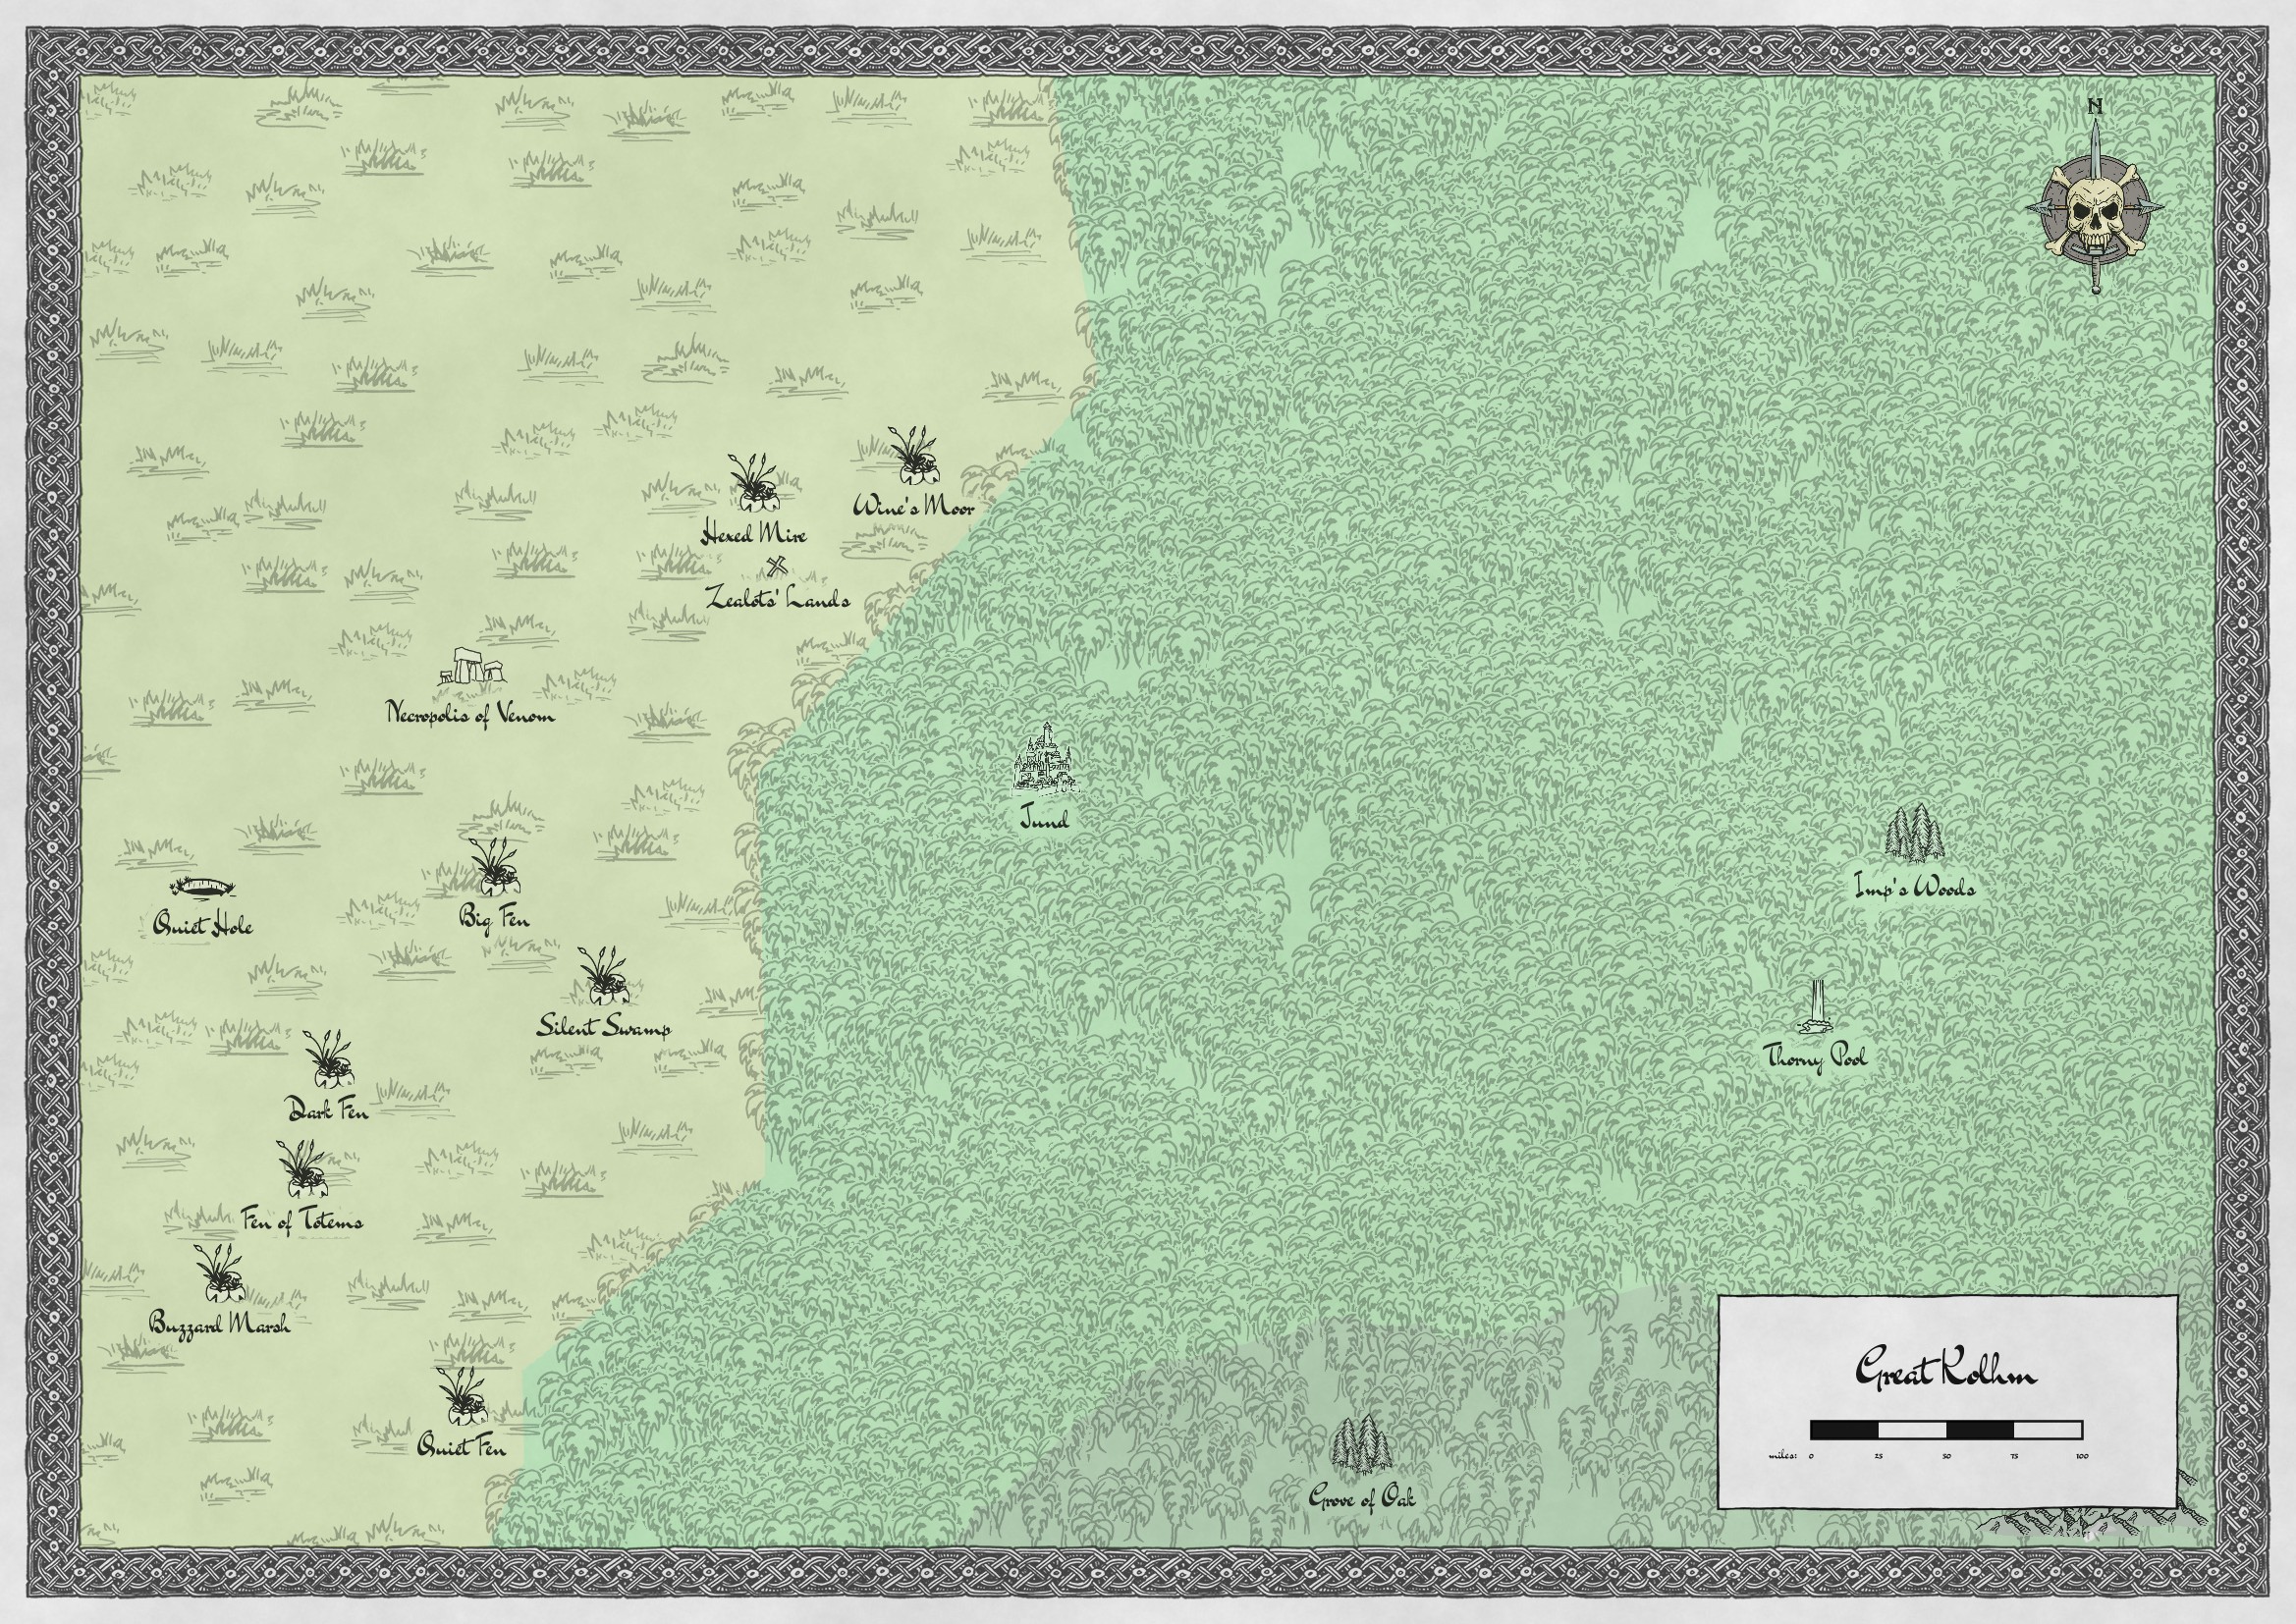 N
Wine's Moor
Hexed Mire
Zealots' Lands
Necropolis of Venom
Jund
Imp's Woods
Quiet Hole
Big Fen
Silent Swamp
Thorny Pool
Dark Fen
Fen of Totems
Buzzard Marsh
Great Kolhm
Quiet Fen
miles: 0 25 50 75 100
Grove of Oak